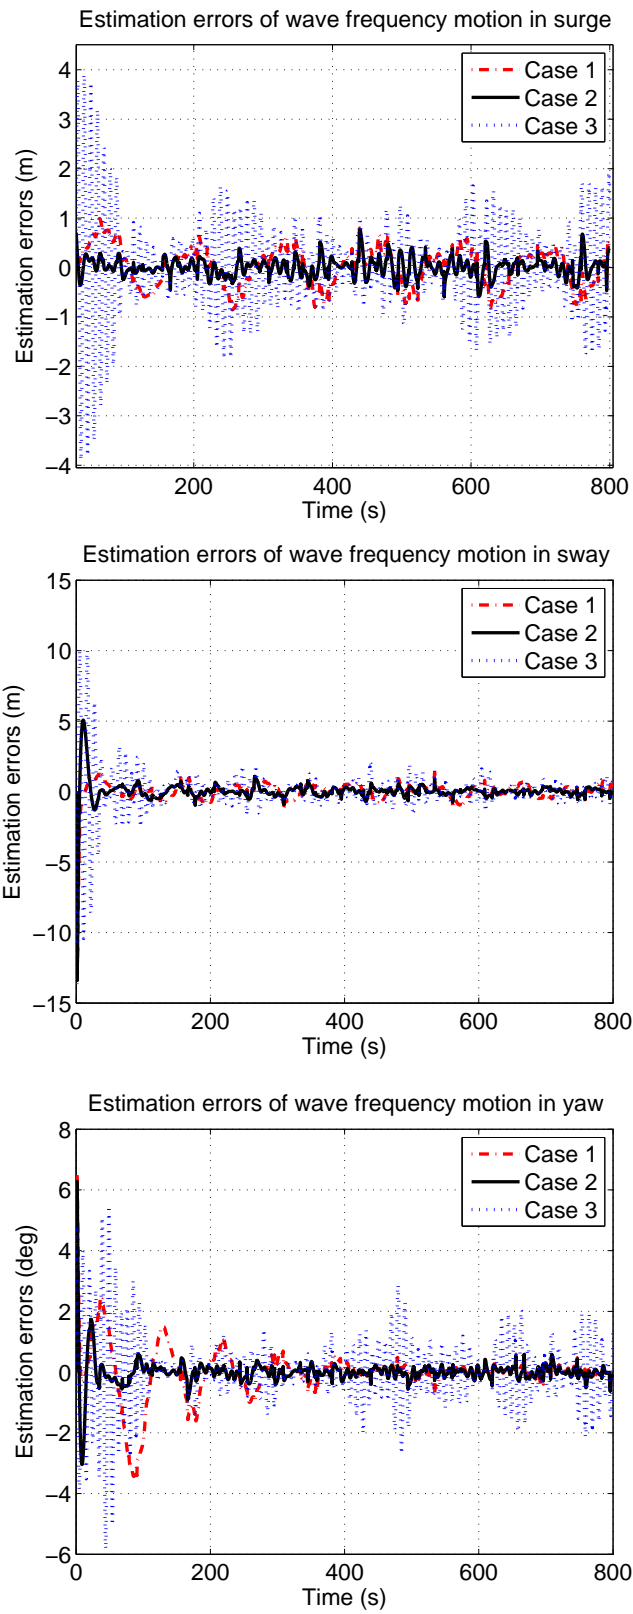 Estimation errors of wave frequency motion in surge
4
3
2
1
0
−1
−2
−3
−4
Estimation errors (m)
Case 1
Case 2
Case 3
200
400
600
800
Time (s)
Estimation errors of wave frequency motion in sway
15
10
5
0
−5
−10
−15
Estimation errors (m)
Case 1
Case 2
Case 3
0
200
400
600
800
Time (s)
Estimation errors of wave frequency motion in yaw
8
6
4
2
0
−2
−4
−6
Estimation errors (deg)
Case 1
Case 2
Case 3
0
200
400
600
800
Time (s)